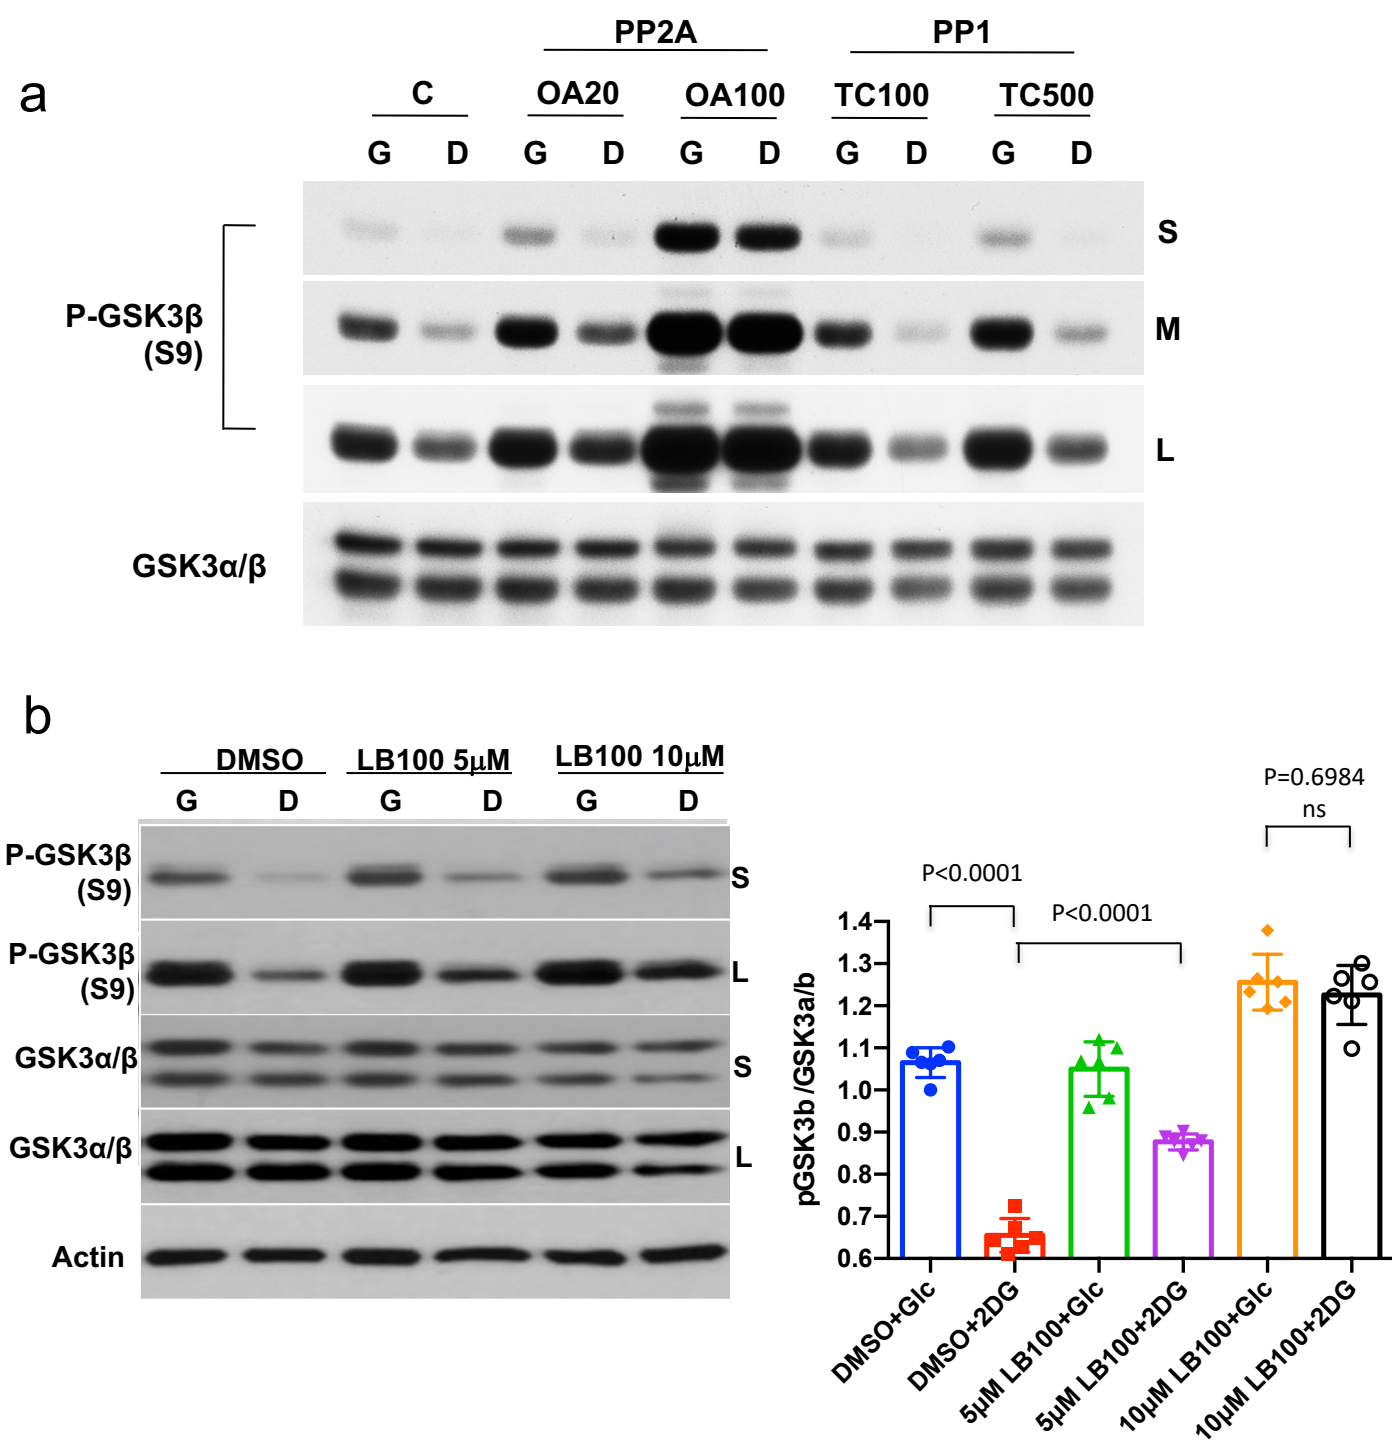 PP2A PP1
a
C OA20 OA100 TC100 TC500
G D G D G D G D G D
S
P-GSK3β
(S9)
M
L
GSK3α/β
b
DMSO LB100 5μM LB100 10μM
G D G D G D
P-GSK3β
(S9)
S
P-GSK3β
(S9)
L
GSK3α/β
S
GSK3α/β
L
Actin
P=0.6984
ns
P<0.0001
P<0.0001
pGSK3b/GSK3a/b
1.4
1.3
1.2
1.1
1.0
0.9
0.8
0.7
0.6
DMSO+Glc
DMSO+2DG
5μM LB100+Glc
5μM LB100+2DG
10μM LB100+Glc
10μM LB100+2DG